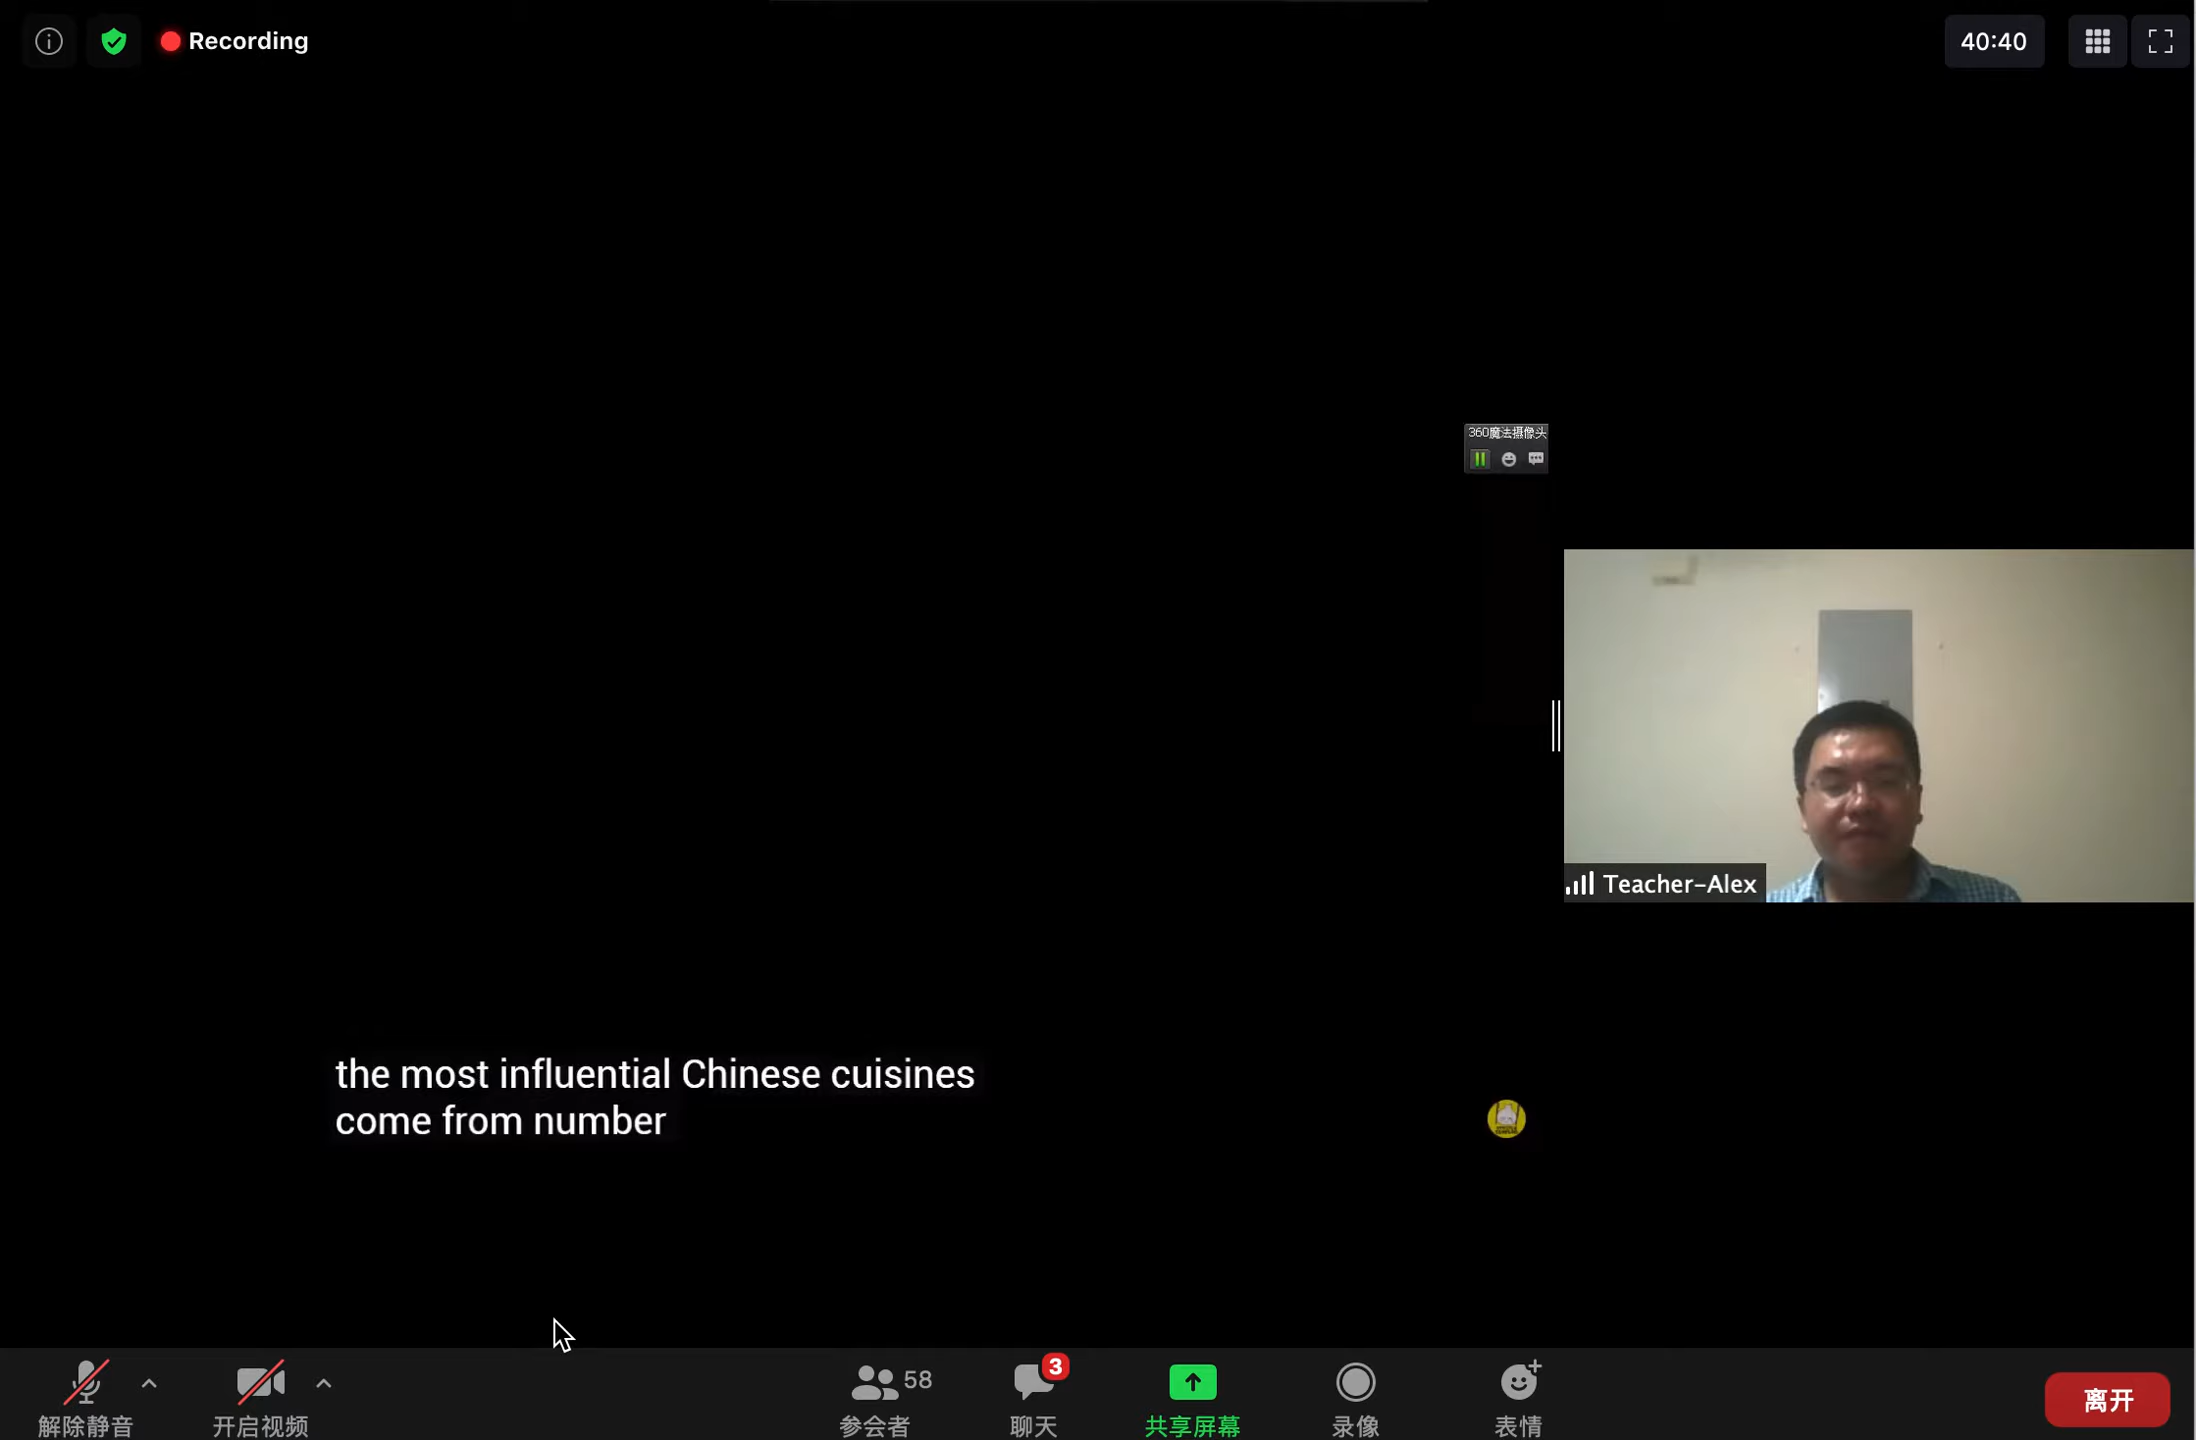 Recording
40:40
360魔法摄像头
Teacher-Alex
the most influential Chinese cuisines
come from number
解除静音
开启视频
58
参会者
3
聊天
共享屏幕
录像
表情
离开